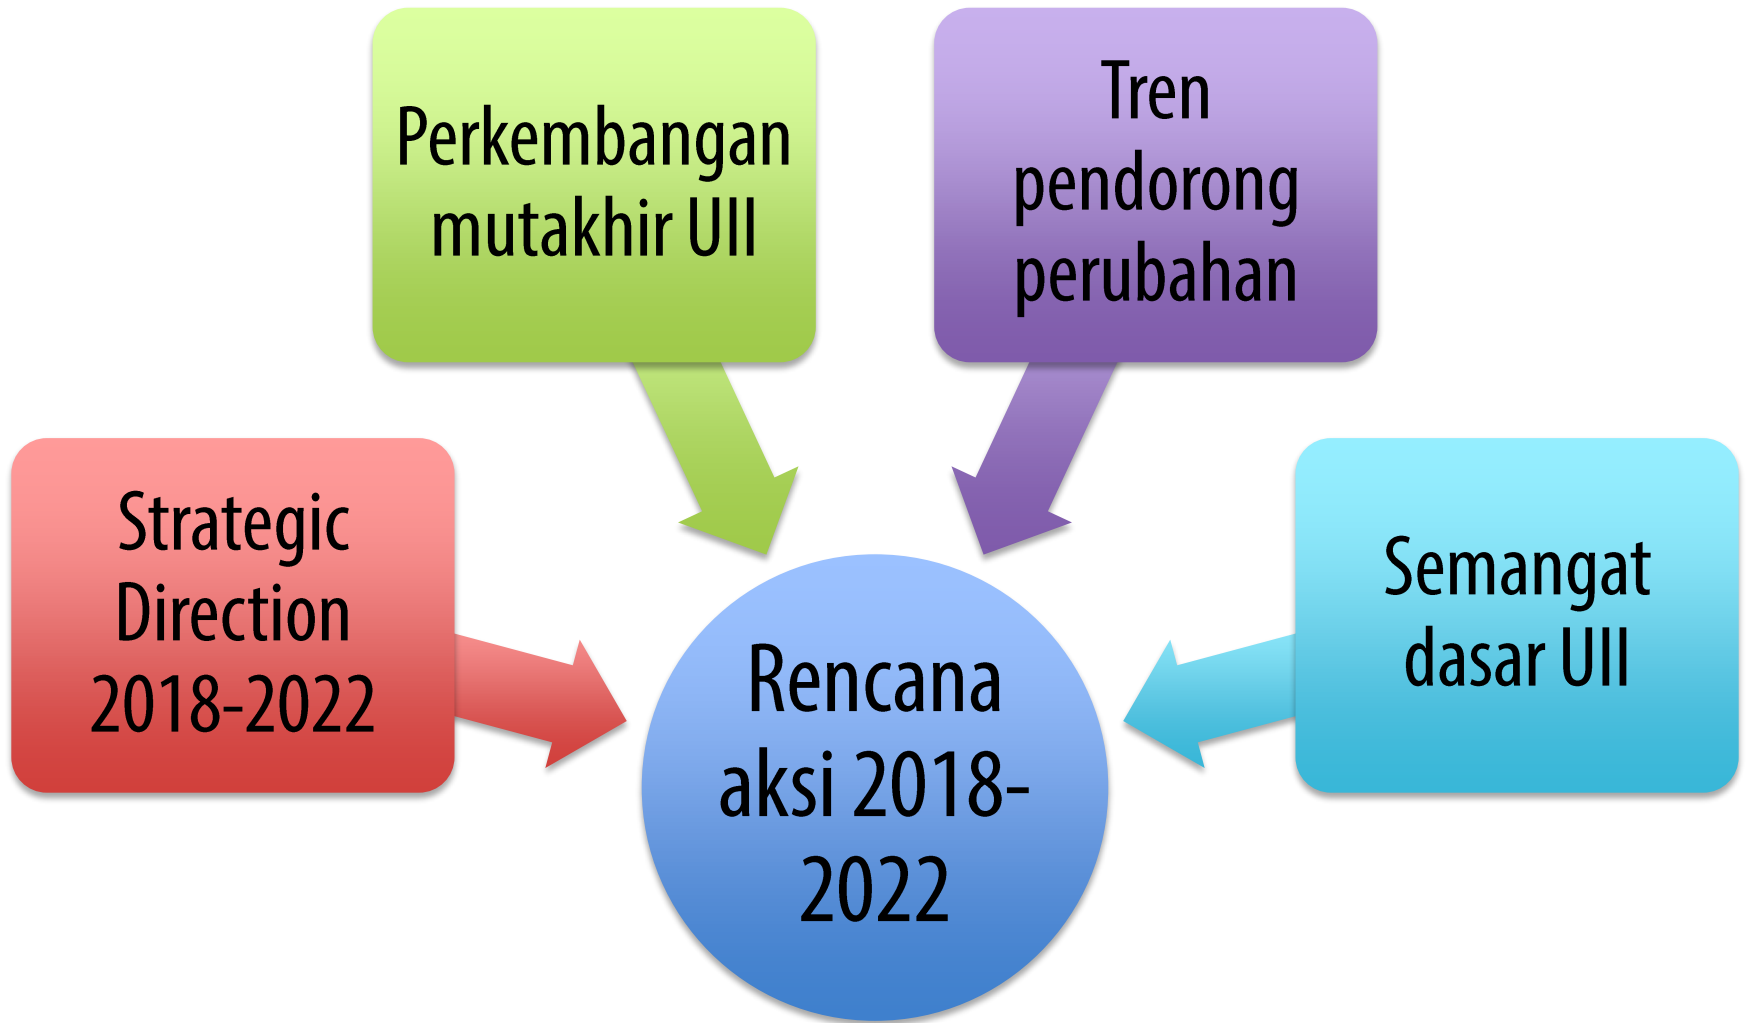 Perkembangan
mutakhir UII
Tren
pendorong
perubahan
Strategic
Direction
2018-2022
Semangat
dasar UII
Rencana
aksi 2018-
2022